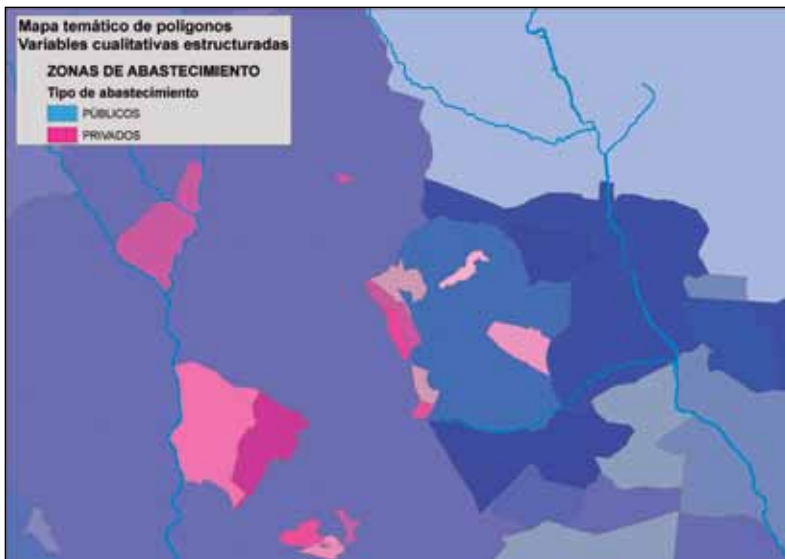 Mapa temático de polígonos
Variables cualitativas estructuradas
ZONAS DE ABASTECIMIENTO
Tipo de abastecimiento
PÚBLICOS
PRIVADOS